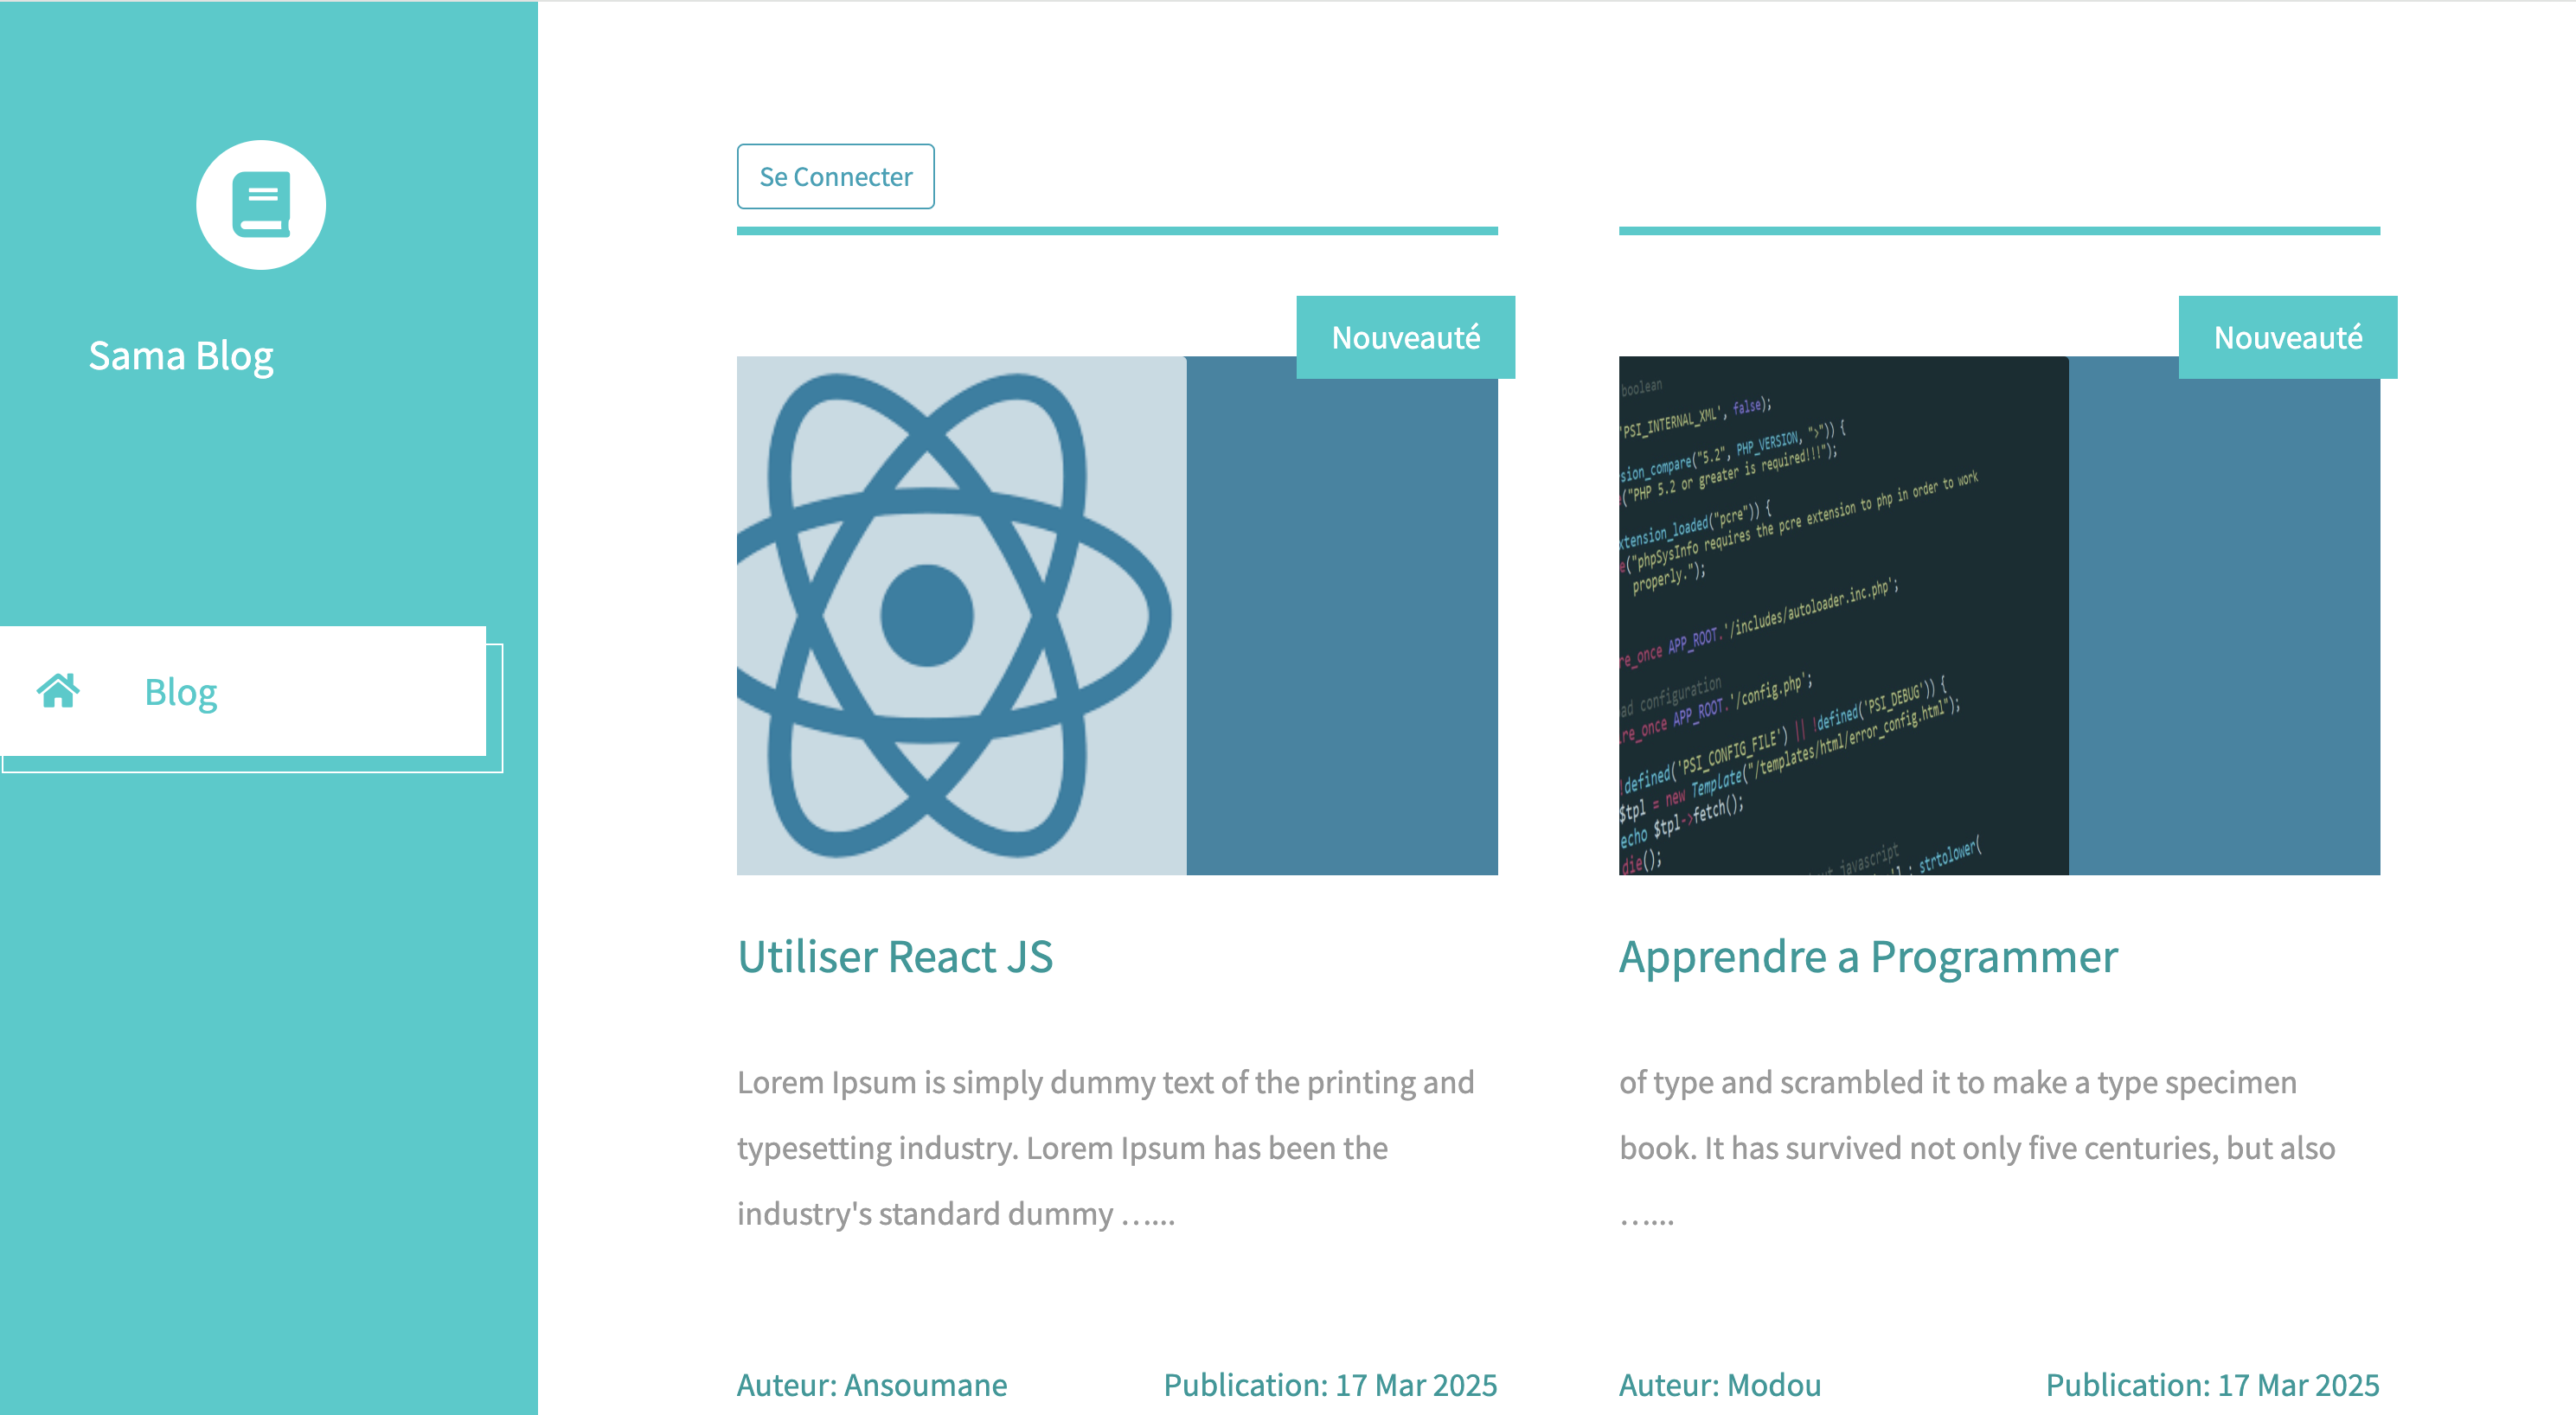 Sama Blog
Blog
Se Connecter
Nouveauté
Utiliser React JS
Lorem Ipsum is simply dummy text of the printing and
typesetting industry. Lorem Ipsum has been the
industry's standard dummy …...
Auteur: Ansoumane
Publication: 17 Mar 2025
Nouveauté
boolean
'PSI_INTERNAL_XML', false);
sion_compare("5.2", PHP_VERSION, ">")) {
("PHP 5.2 or greater is required!!!");
xtension_loaded("pcre")) {
e("phpSysInfo requires the pcre extension to php in order to work
properly.");
re_once APP_ROOT.'/includes/autoloader.inc.php';
ad configuration
re_once APP_ROOT.'/config.php';
!defined('PSI_CONFIG_FILE') || !defined('PSI_DEBUG')) {
$tpl = new Template("/templates/html/error_config.html");
echo $tpl->fetch();
die();
javascript
strtolower(
Apprendre a Programmer
of type and scrambled it to make a type specimen
book. It has survived not only five centuries, but also
…...
Auteur: Modou
Publication: 17 Mar 2025